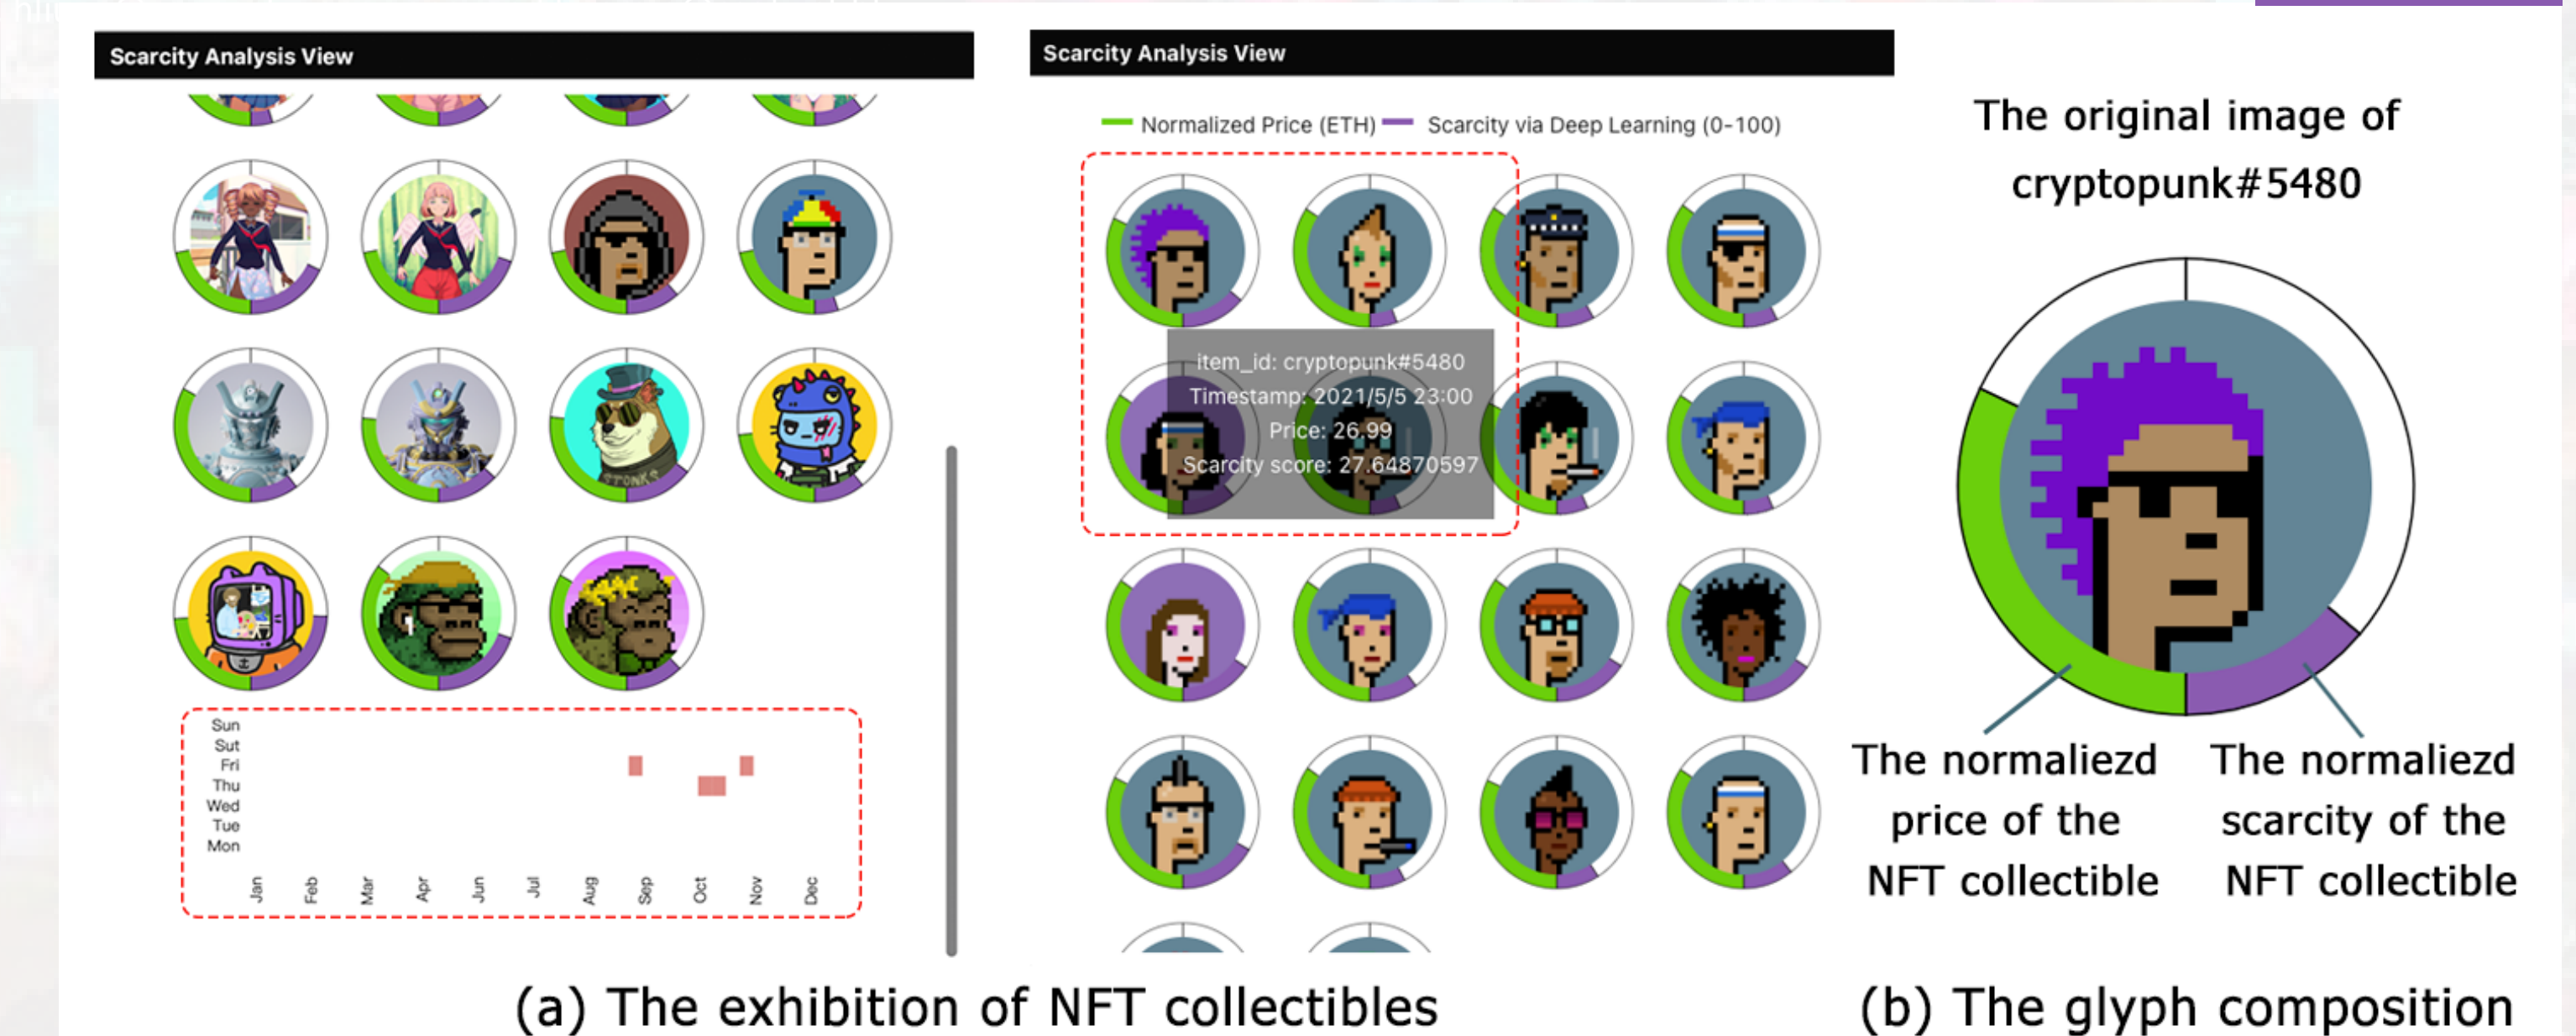 Scarcity Analysis View
Sun
Sut
Fri
Thu
Wed
Tue
Mon
Jan
Feb
Mar
Apr
Jun
Jul
Aug
Sep
Oct
Nov
Dec
Scarcity Analysis View
Normalized Price (ETH)
Scarcity via Deep Learning (0-100)
item_id: cryptopunk#5480
Timestamp: 2021/5/5 23:00
Price: 26.99
Scarcity score: 27.64870597
STONKS
(a) The exhibition of NFT collectibles
The original image of
cryptopunk#5480
The normaliezd
price of the
NFT collectible
The normaliezd
scarcity of the
NFT collectible
(b) The glyph composition